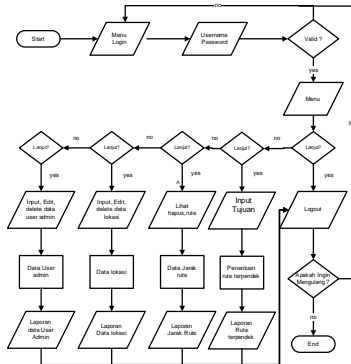 no
Start
Menu
Login
Username
Password
Valid ?
yes
Menu
y
Lanjut?
no
Lanjut?
no
Lanjut?
no
Lanjut?
no
Lanjut?
yes
yes
yes
yes
yes
A
Input, Edit,
delete data
user admin
Input, Edit,
delete data
lokasi
Lihat
hapus,rute
Input
Tujuan
Logout
Data User
admin
Data lokasi
Data Jarak
rute
Penentuan
rute terpendek
Apakah Ingin
Mengulang ?
Laporan
data User
Admin
Laporan
Data lokasi
Laporan
Jarak Rute
Laporan
Rute
terpendek
no
End